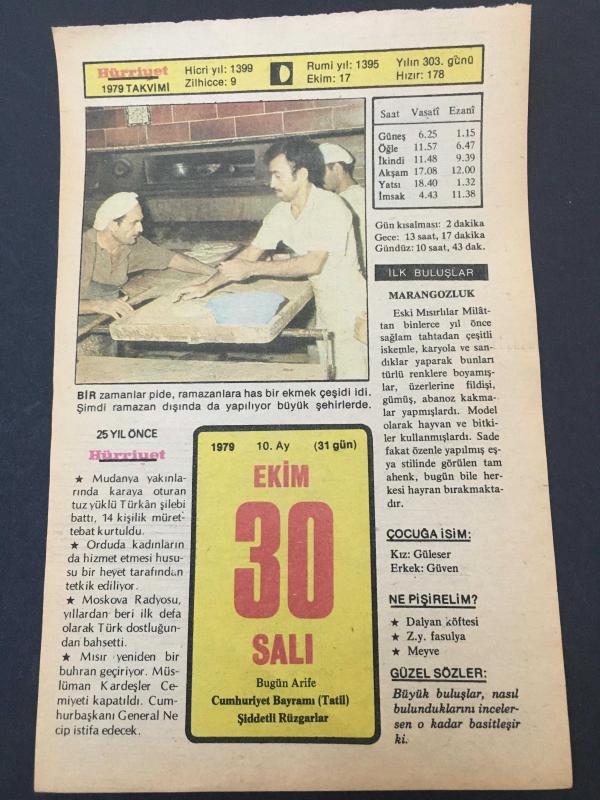 Hürriyet
1979 TAKVİMİ
Hicri yıl: 1399
Zilhicce: 9
Rumi yıl: 1395
Ekim: 17
Yılın 303. günü
Hızır: 178
Saat Vasatî Ezanî
Güneş 6.25 1.15
Öğle 11.57 6.47
İkindi 11.48 9.39
Akşam 17.08 12.00
Yatsı 18.40 1.32
İmsak 4.43 11.38
Gün kısalması: 2 dakika
Gece: 13 saat, 17 dakika
Gündüz: 10 saat, 43 dak.
İLK BULUŞLAR
MARANGOZLUK
Eski Mısırlılar Milât-
tan binlerce yıl önce
sağlam tahtadan çeşitli
iskemle, karyola ve san-
dıklar yaparak bunları
türlü renklere boyamış-
lar, üzerlerine fildişi,
gümüş, abanoz kakma-
lar yapmışlardı. Model
olarak hayvan ve bitki-
ler kullanmışlardı. Sade
fakat özenle yapılmış eş-
ya stilinde görülen tam
ahenk, bugün bile her-
kesi hayran bırakmakta-
dır.
BİR zamanlar pide, ramazanlara has bir ekmek çeşidi idi.
Şimdi ramazan dışında da yapılıyor büyük şehirlerde.
25 YIL ÖNCE
Hürriyet
★ Mudanya yakınla-
rında karaya oturan
tuz yüklü Türkân şilebi
battı, 14 kişilik müret-
tebat kurtuldu.
★ Orduda kadınların
da hizmet etmesi husu-
su bir heyet tarafından
tetkik ediliyor.
★ Moskova Radyosu,
yıllardan beri ilk defa
olarak Türk dostluğun-
dan bahsetti.
★ Mısır yeniden bir
buhran geçiriyor. Müs-
lüman Kardeşler Ce-
miyeti kapatıldı. Cum-
hurbaşkanı General Ne
cip istifa edecek.
1979 10. Ay (31 gün)
EKİM
30
SALI
Bugün Arife
Cumhuriyet Bayramı (Tatil)
Şiddetli Rüzgarlar
ÇOCUĞA İSİM:
Kız: Güleser
Erkek: Güven
NE PİŞİRELİM?
★ Dalyan köftesi
★ Z.y. fasulya
★ Meyve
GÜZEL SÖZLER:
Büyük buluşlar, nasıl
bulunduklarını inceler-
sen o kadar basitleşir
ki.